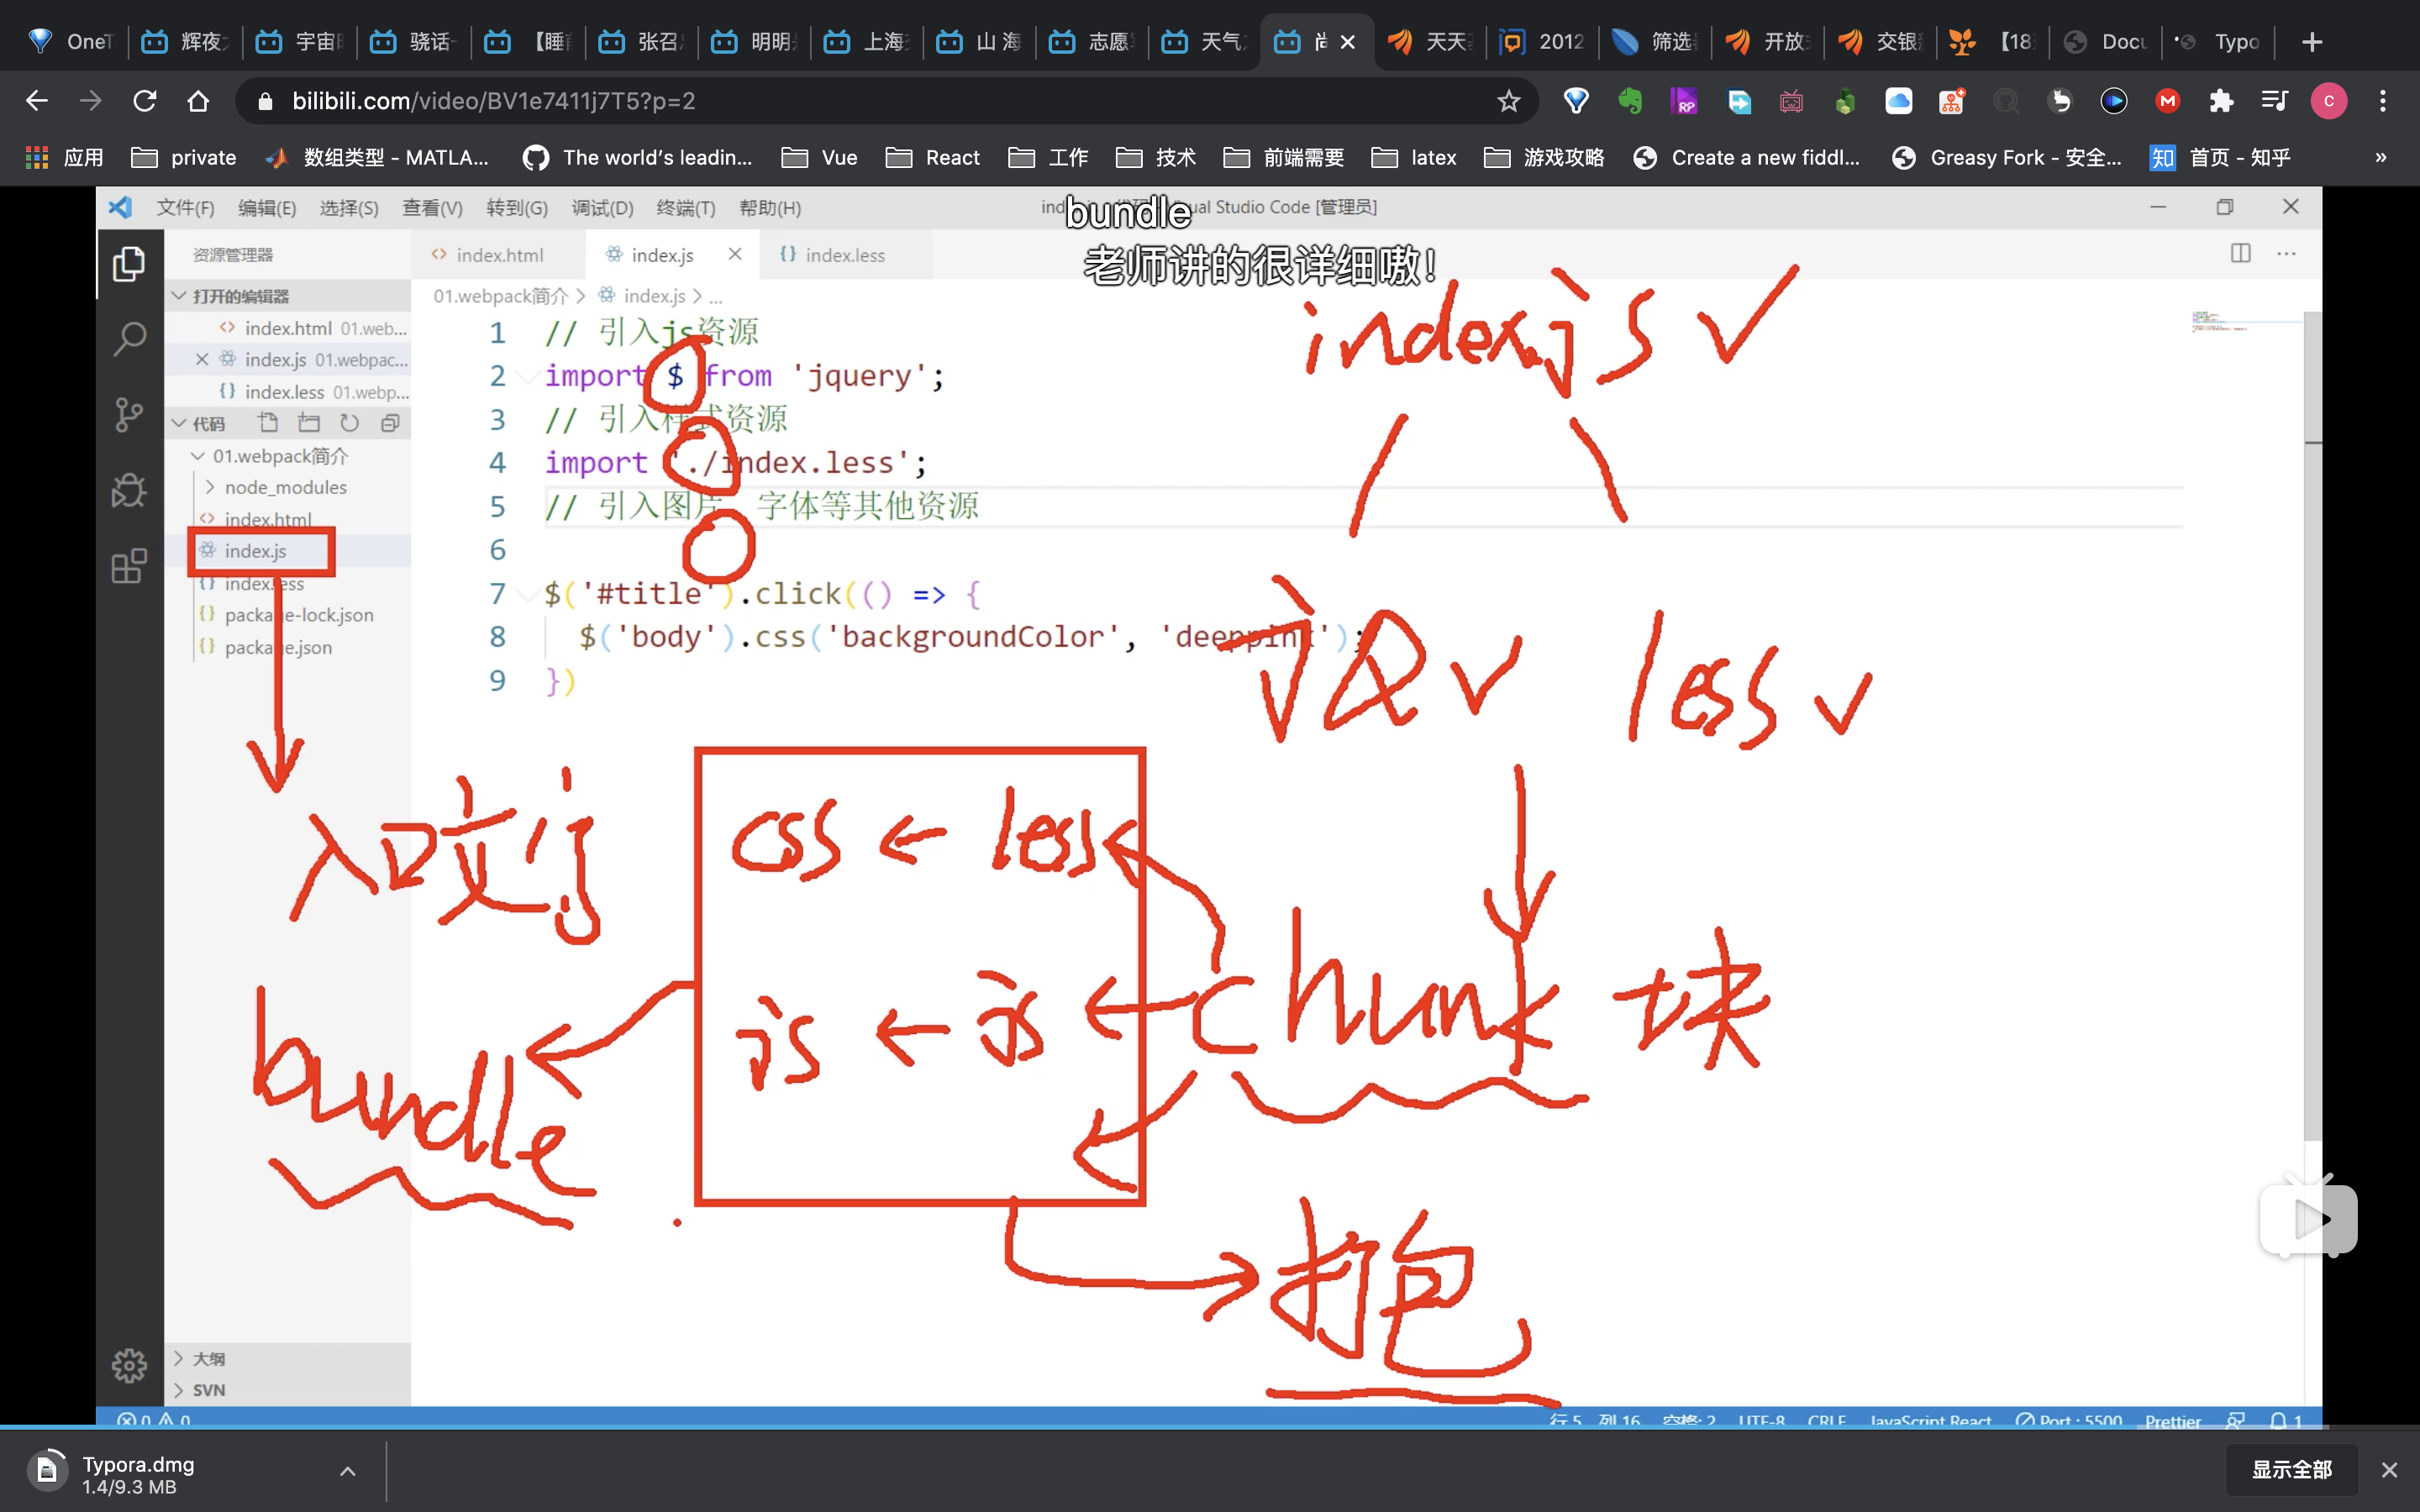 OneT
辉夜
宇宙
骁话
【睡
张召
明明
上海
山 海
志愿
天气
尚
天天
2012
筛选
开放
交银
【18
Docu
Typo
bilibili.com/video/BV1e7411j7T5?p=2
应用
private
数组类型 - MATLA...
The world's leadin...
Vue
React
工作
技术
前端需要
latex
游戏攻略
Create a new fiddl...
Greasy Fork - 安全...
知
首页 - 知乎
»
文件(F) 编辑(E) 选择(S) 查看(V) 转到(G) 调试(D) 终端(T) 帮助(H)
ual Studio Code [管理员]
bundle
老师讲的很详细嗷!
资源管理器
index.html
index.js
index.less
打开的编辑器
index.html 01.web...
index.js 01.webpac...
index.less 01.webp...
代码
01.webpack简介
node_modules
index.html
index.js
index.less
package-lock.json
package.json
大纲
SVN
01.webpack简介 > index.js > ...
1 // 引入js资源
2 import $ from 'jquery';
3 // 引入样式资源
4 import './index.less';
5 // 引入图片、字体等其他资源
6
7 $('#title').click(() => {
8 $('body').css('backgroundColor', 'deeppink');
9 })
index.js
jQ
less
入口文件
css ← less
js ← js
chunk 块
bundle
打包
0 0
行 5，列 16 空格: 2 UTF-8 CRLF JavaScript React Port : 5500 Prettier 1
Typora.dmg
1.4/9.3 MB
显示全部